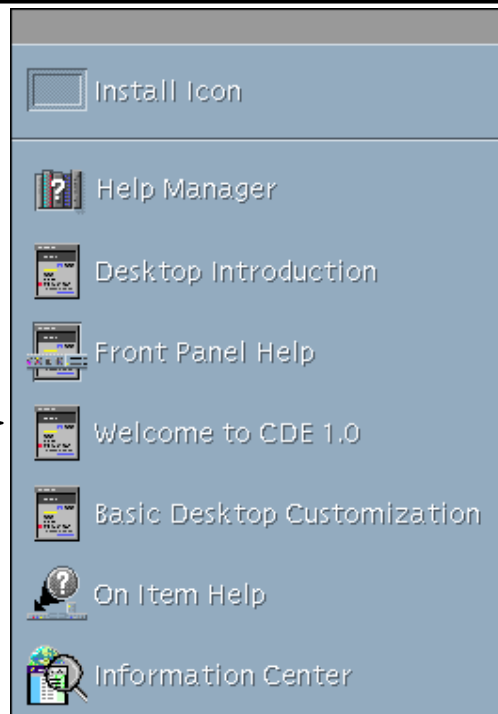 Install Icon
Help Manager
Desktop Introduction
Front Panel Help
Welcome to CDE 1.0
Basic Desktop Customization
On Item Help
Information Center